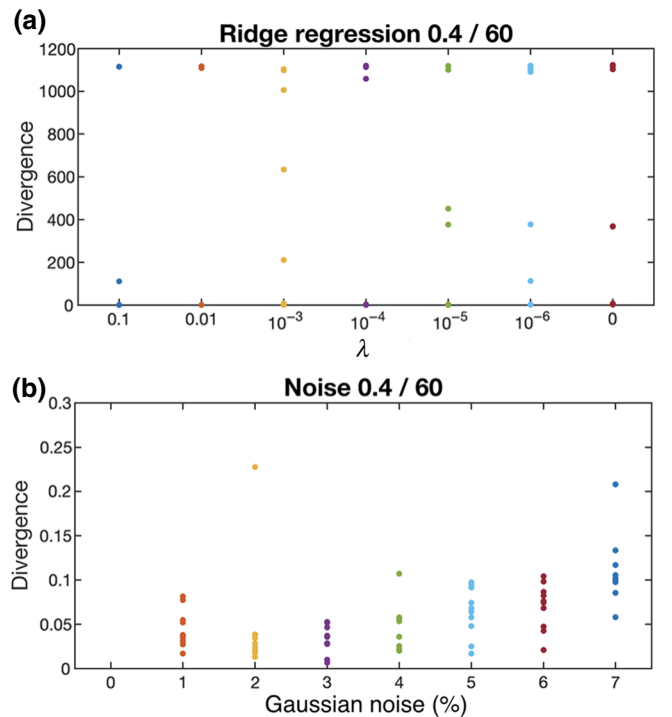 (a)
Ridge regression 0.4 / 60
1200
1000
800
600
400
200
0
Divergence
0.1 0.01 10⁻³ 10⁻⁴ 10⁻⁵ 10⁻⁶ 0
λ
(b)
Noise 0.4 / 60
0.3
0.25
0.2
0.15
0.1
0.05
0
Divergence
0 1 2 3 4 5 6 7
Gaussian noise (%)